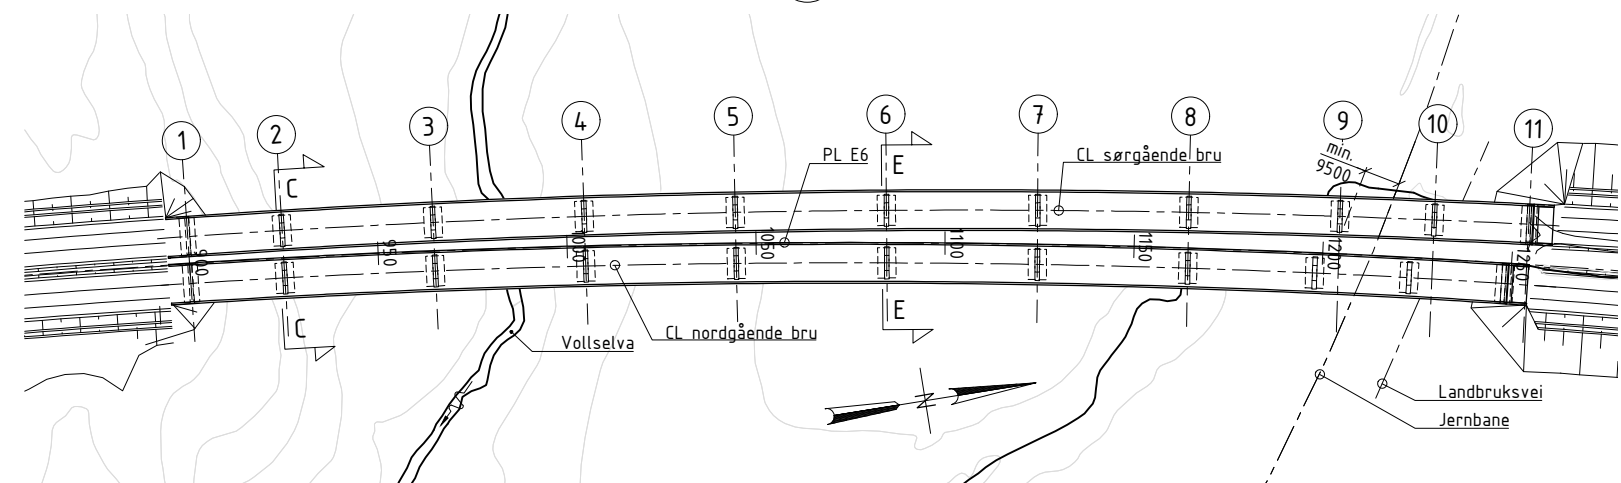 1
2
3
4
5
6
7
8
9
10
11
min.
9500
PL E6
CL sørgående bru
C
E
900
950
1000
1050
1100
1150
1200
1250
C
E
Vollselva
CL nordgående bru
N
Landbruksvei
Jernbane